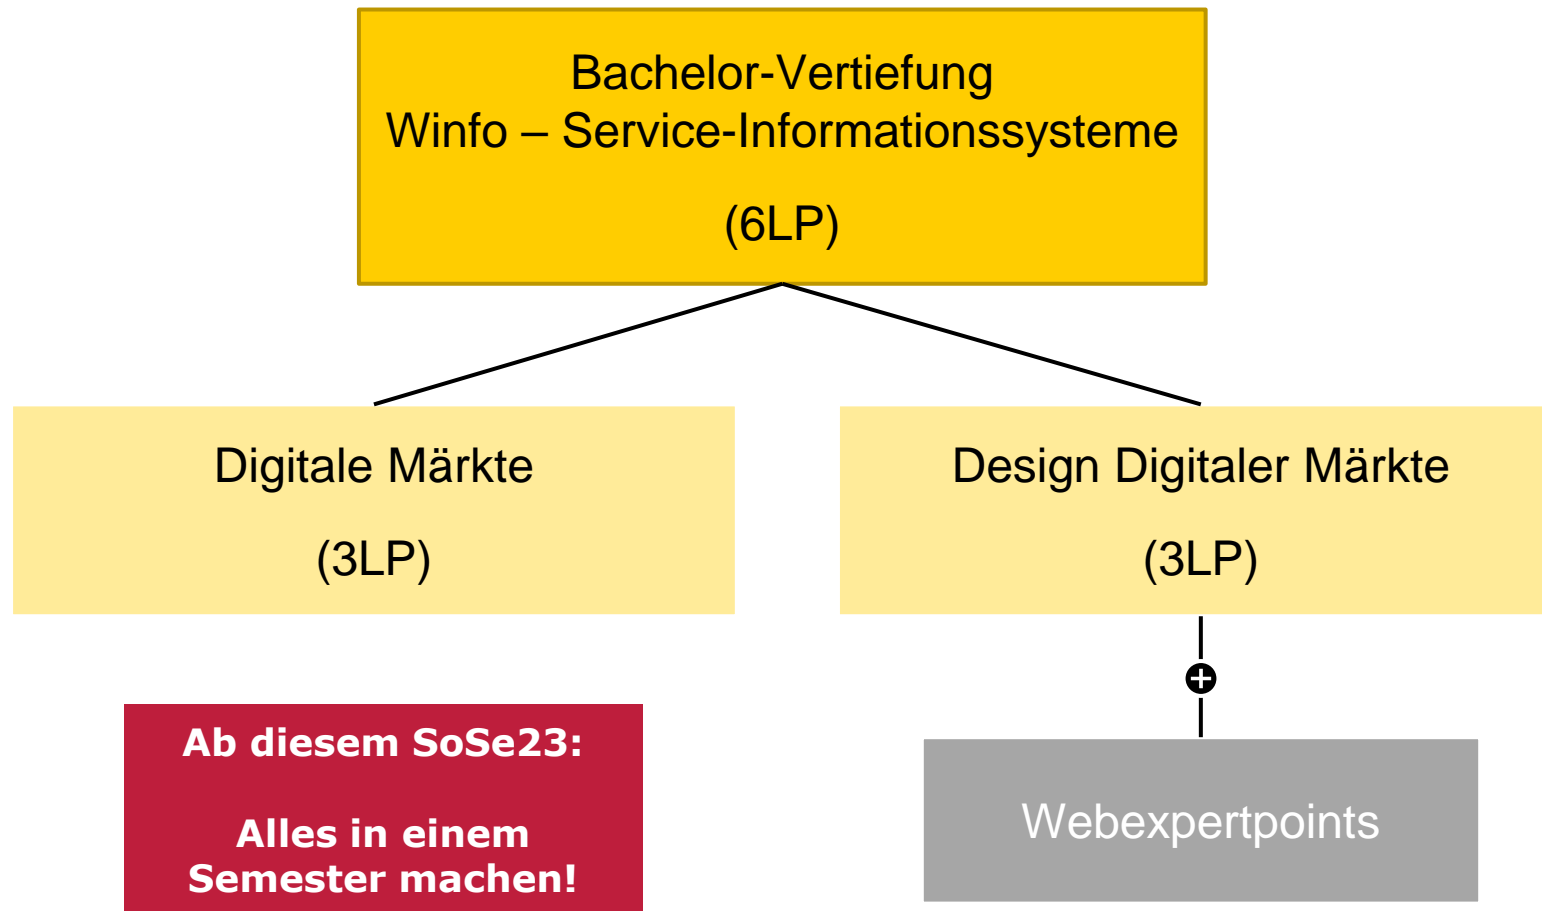 Bachelor-Vertiefung
Winfo – Service-Informationssysteme
(6LP)
Digitale Märkte
(3LP)
Design Digitaler Märkte
(3LP)
Ab diesem SoSe23:
Alles in einem
Semester machen!
Webexpertpoints